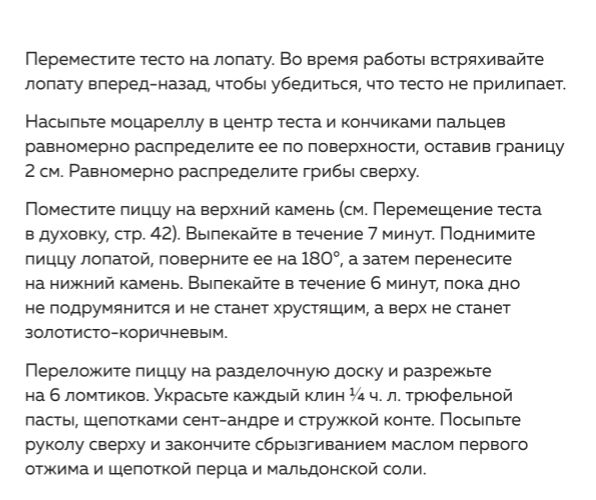 Переместите тесто на лопату. Во время работы встряхивайте
лопату вперед-назад, чтобы убедиться, что тесто не прилипает.
Насыпьте моцареллу в центр теста и кончиками пальцев
равномерно распределите ее по поверхности, оставив границу
2 см. Равномерно распределите грибы сверху.
Поместите пиццу на верхний камень (см. Перемещение теста
в духовку, стр. 42). Выпекайте в течение 7 минут. Поднимите
пиццу лопатой, поверните ее на 180°, а затем перенесите
на нижний камень. Выпекайте в течение 6 минут, пока дно
не подрумянится и не станет хрустящим, а верх не станет
золотисто-коричневым.
Переложите пиццу на разделочную доску и разрежьте
на 6 ломтиков. Украсьте каждый клин ¼ ч. л. трюфельной
пасты, щепотками сент-андре и стружкой конте. Посыпьте
руколу сверху и закончите сбрызгиванием маслом первого
отжима и щепоткой перца и мальдонской соли.